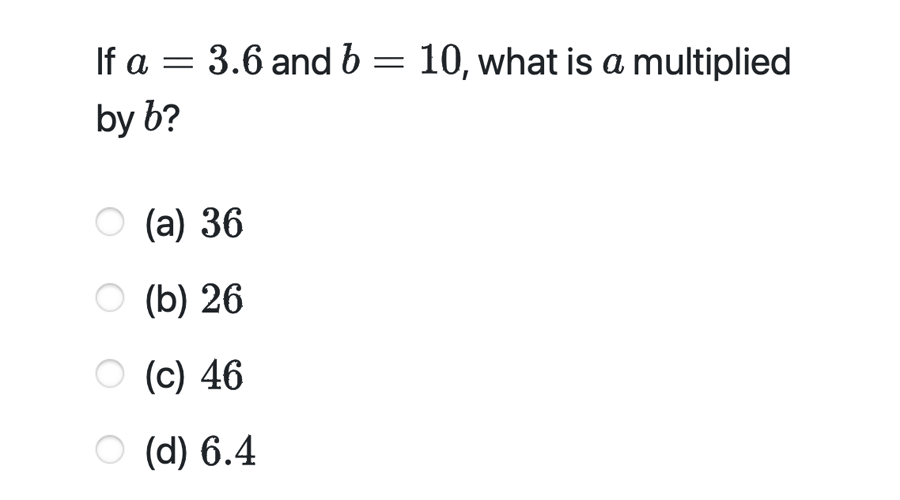 If a = 3.6 and b = 10, what is a multiplied
by b?
(a) 36
(b) 26
(c) 46
(d) 6.4